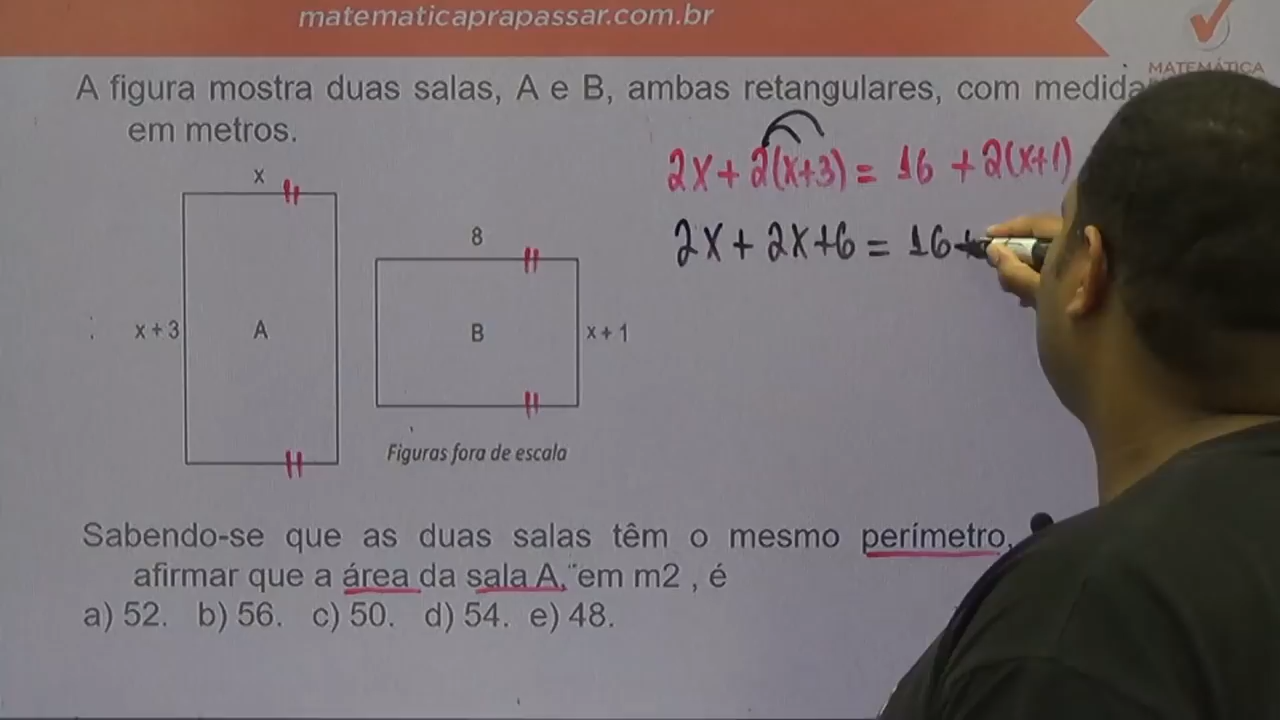 matematicaprapassar.com.br
MATEMÁTICA
A figura mostra duas salas, A e B, ambas retangulares, com medida
em metros.
2x + 2(x+3) = 16 + 2(x+1)
2x + 2x+6 = 16+
x
8
x + 3
A
B
x + 1
Figuras fora de escala
Sabendo-se que as duas salas têm o mesmo perímetro,
afirmar que a área da sala A, em m2 , é
a) 52. b) 56. c) 50. d) 54. e) 48.